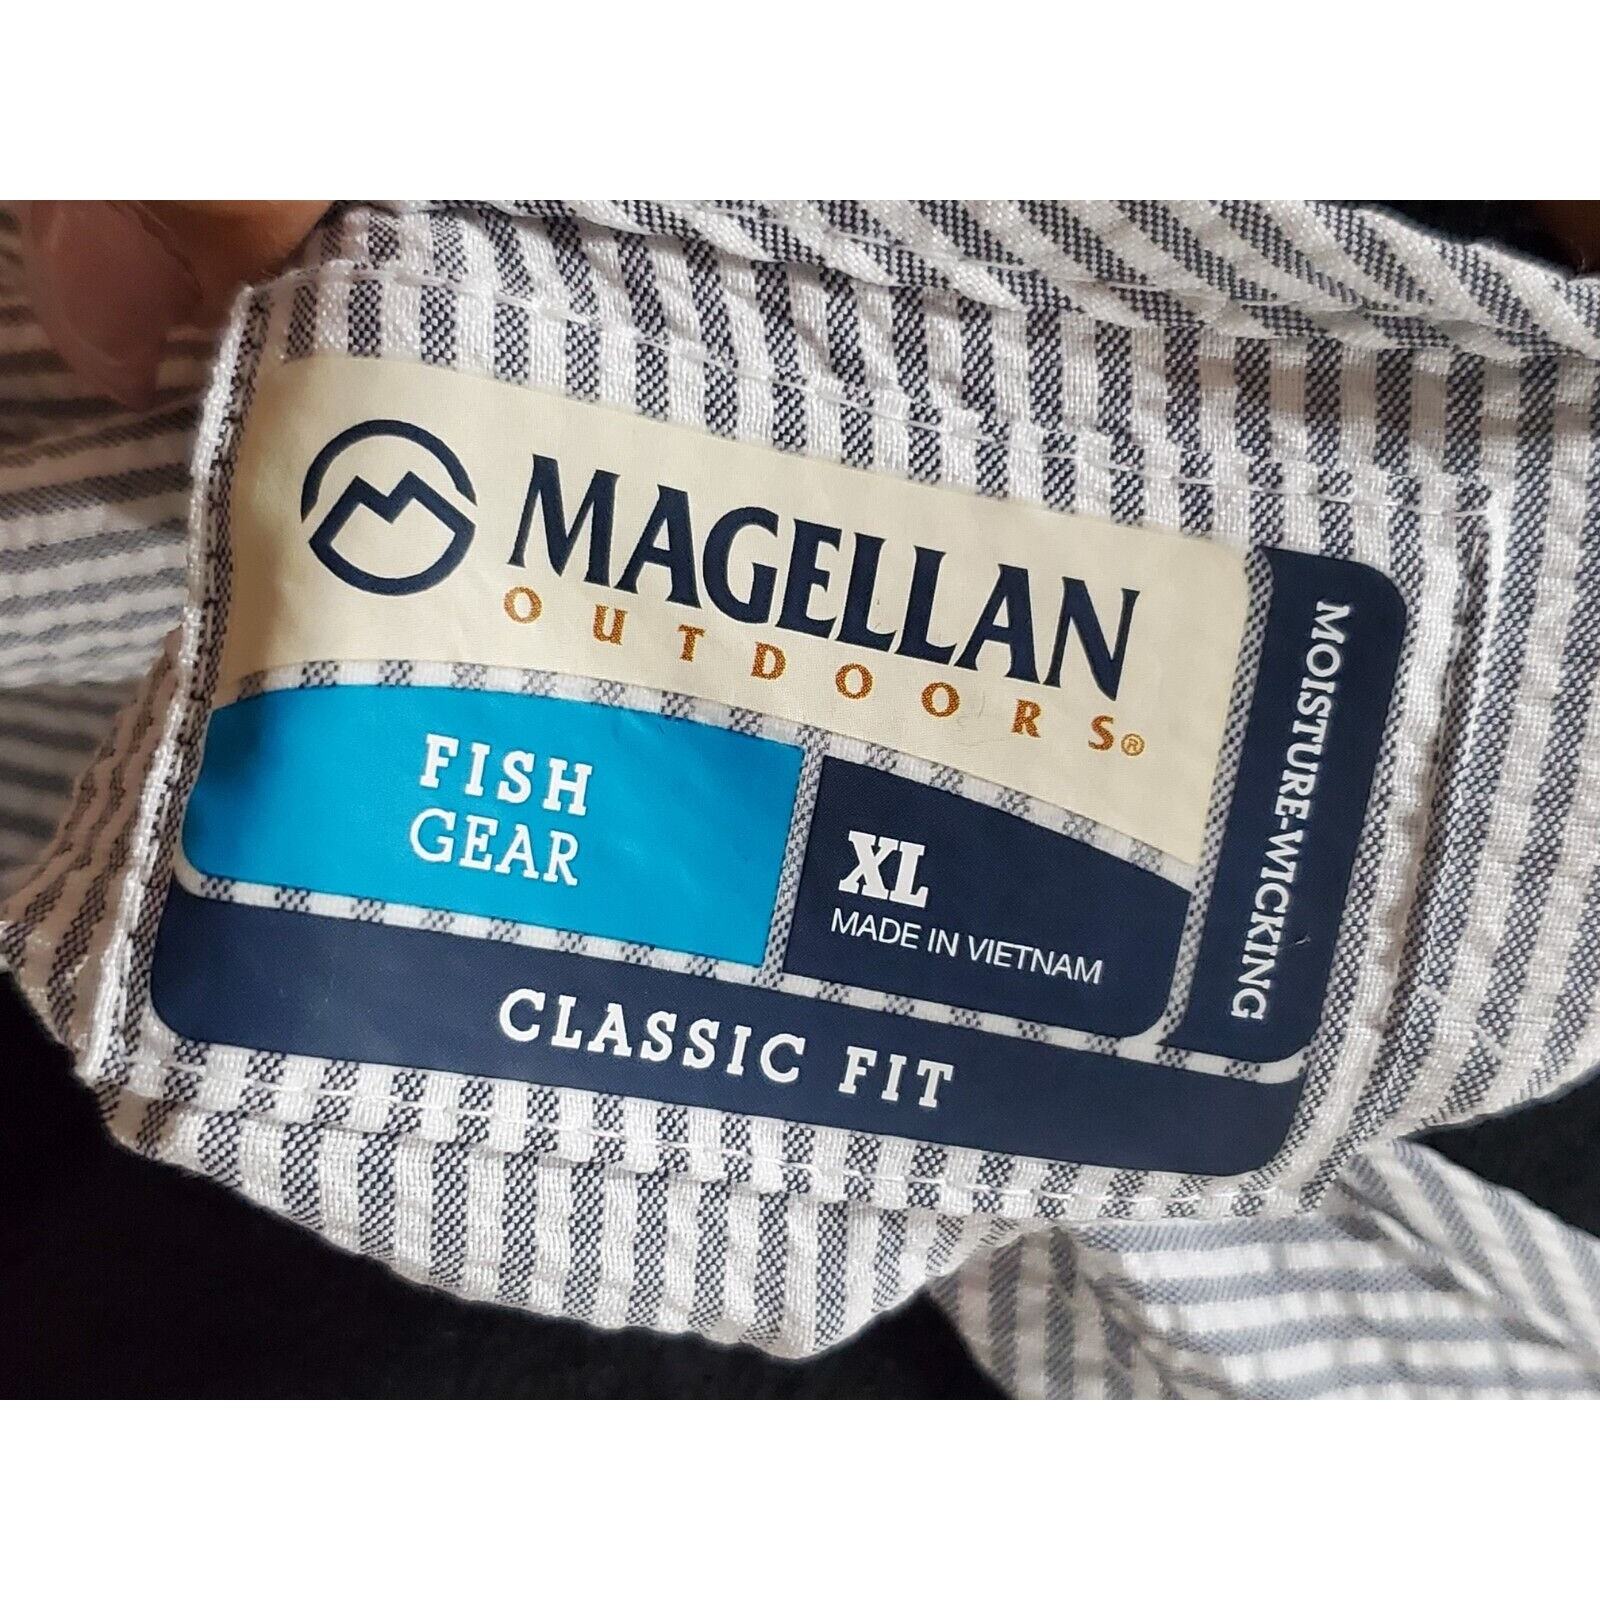 MAGELLAN
OUTDOORS®
FISH
GEAR
XL
MADE IN VIETNAM
MOISTURE-WICKING
CLASSIC FIT